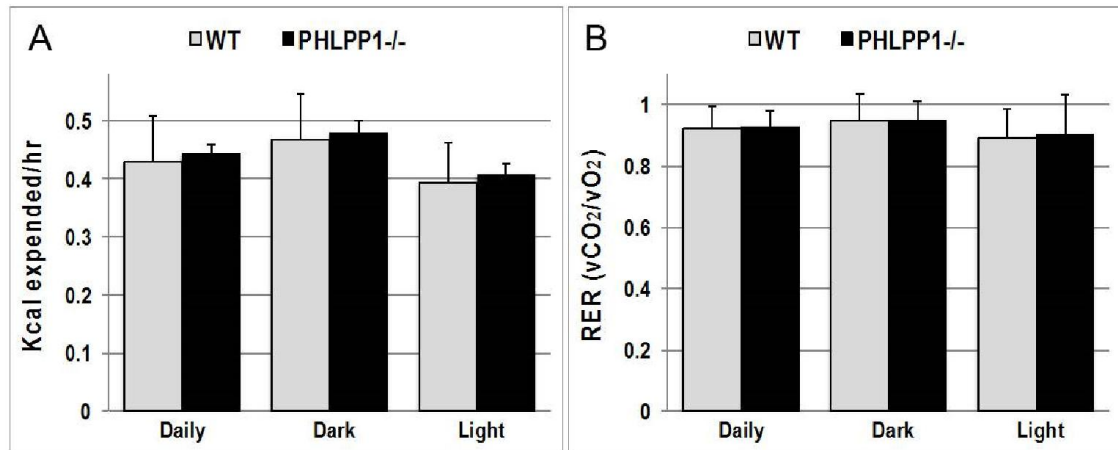 A
WT PHLPP1-/-
Kcal expended/hr
0.5
0.4
0.3
0.2
0.1
0
Daily Dark Light
B
WT PHLPP1-/-
RER (vCO₂/vO₂)
1
0.8
0.6
0.4
0.2
0
Daily Dark Light